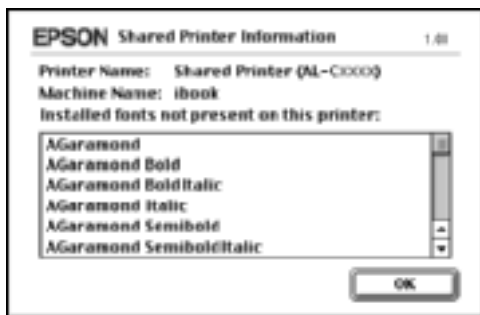 EPSON Shared Printer Information 1.0I
Printer Name: Shared Printer (AL-CXXXX)
Machine Name: ibook
Installed fonts not present on this printer:
AGaramond
AGaramond Bold
AGaramond BoldItalic
AGaramond Italic
AGaramond Semibold
AGaramond SemiboldItalic
OK